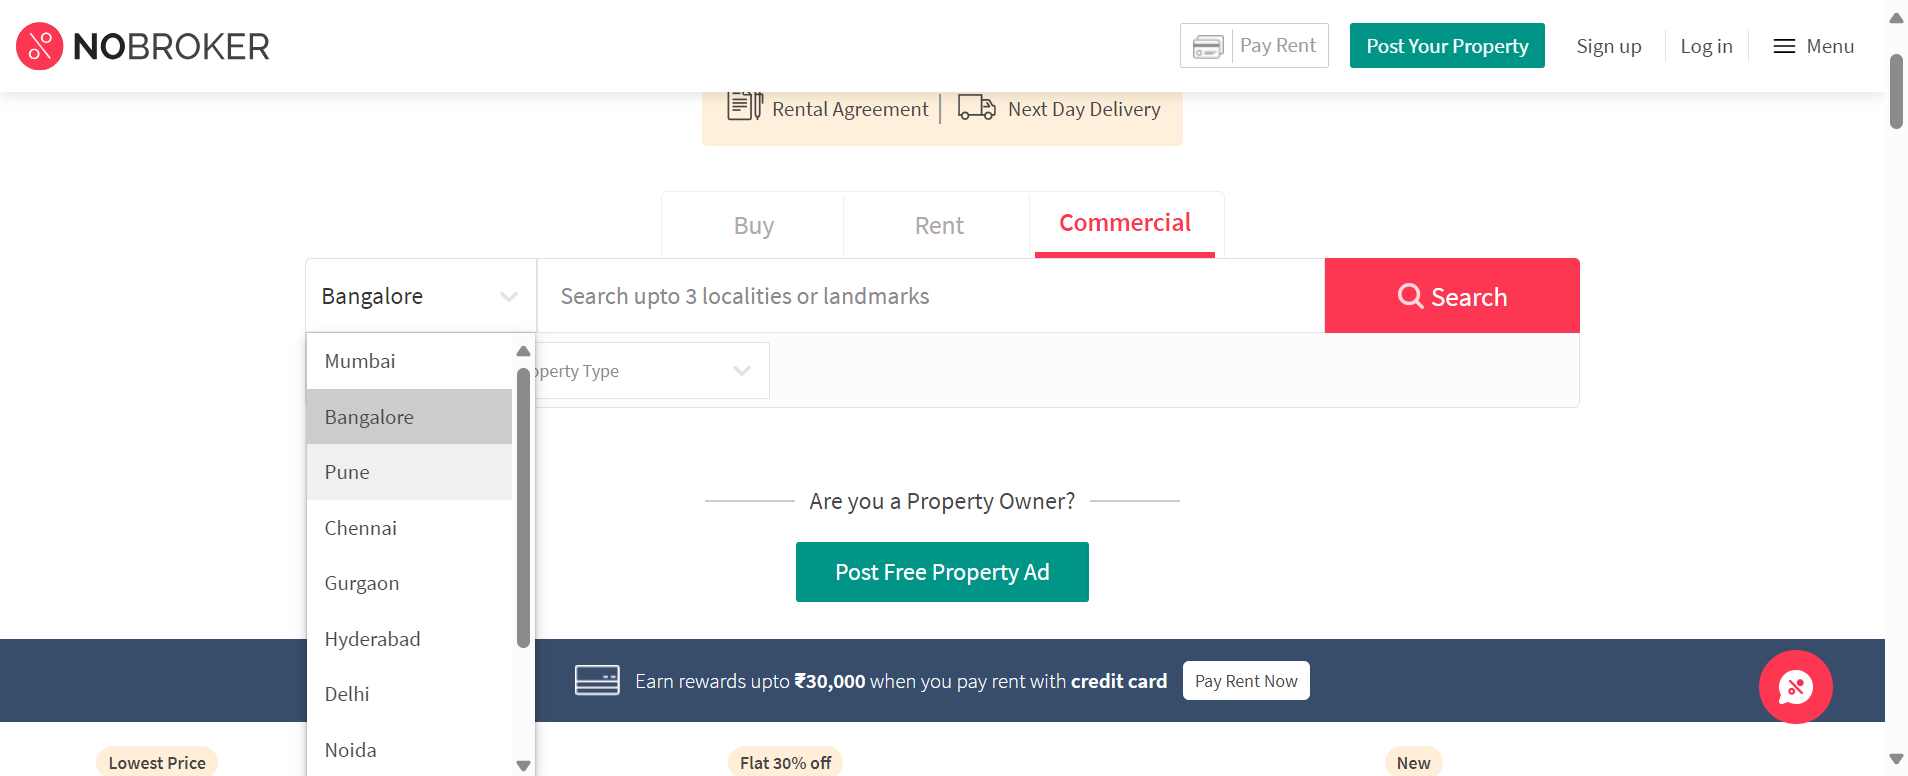 NOBROKER
Pay Rent
Post Your Property
Sign up
Log in
Menu
Rental Agreement
Next Day Delivery
Buy
Rent
Commercial
Bangalore
Search upto 3 localities or landmarks
Search
Mumbai
Bangalore
Pune
Chennai
Gurgaon
Hyderabad
Delhi
Noida
Type
Are you a Property Owner?
Post Free Property Ad
Earn rewards upto ₹30,000 when you pay rent with credit card
Pay Rent Now
Lowest Price
Flat 30% off
New